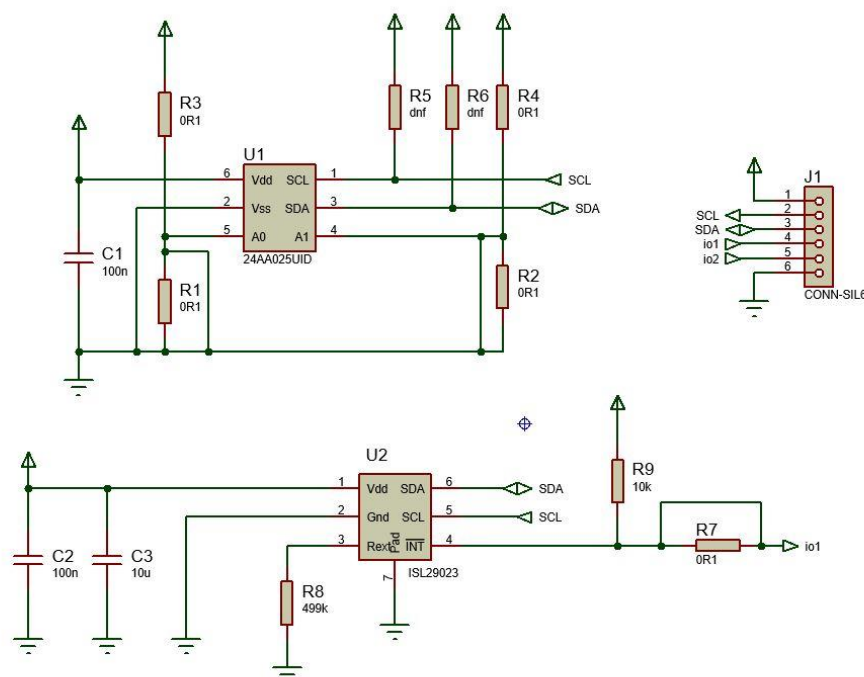 R3
0R1
R5
dnf
R6
dnf
R4
0R1
U1
6 Vdd SCL 1 SCL
2 Vss SDA 3 SDA
5 A0 A1 4
24AA025UID
C1
100n
R1
0R1
R2
0R1
J1
1
SCL 2
SDA 3
io1 4
io2 5
6
CONN-SIL6
U2
1 Vdd SDA 6 SDA
2 Gnd SCL 5 SCL
3 Rext Pad INT 4
7
ISL29023
R9
10k
R7
0R1
io1
C2
100n
C3
10u
R8
499k